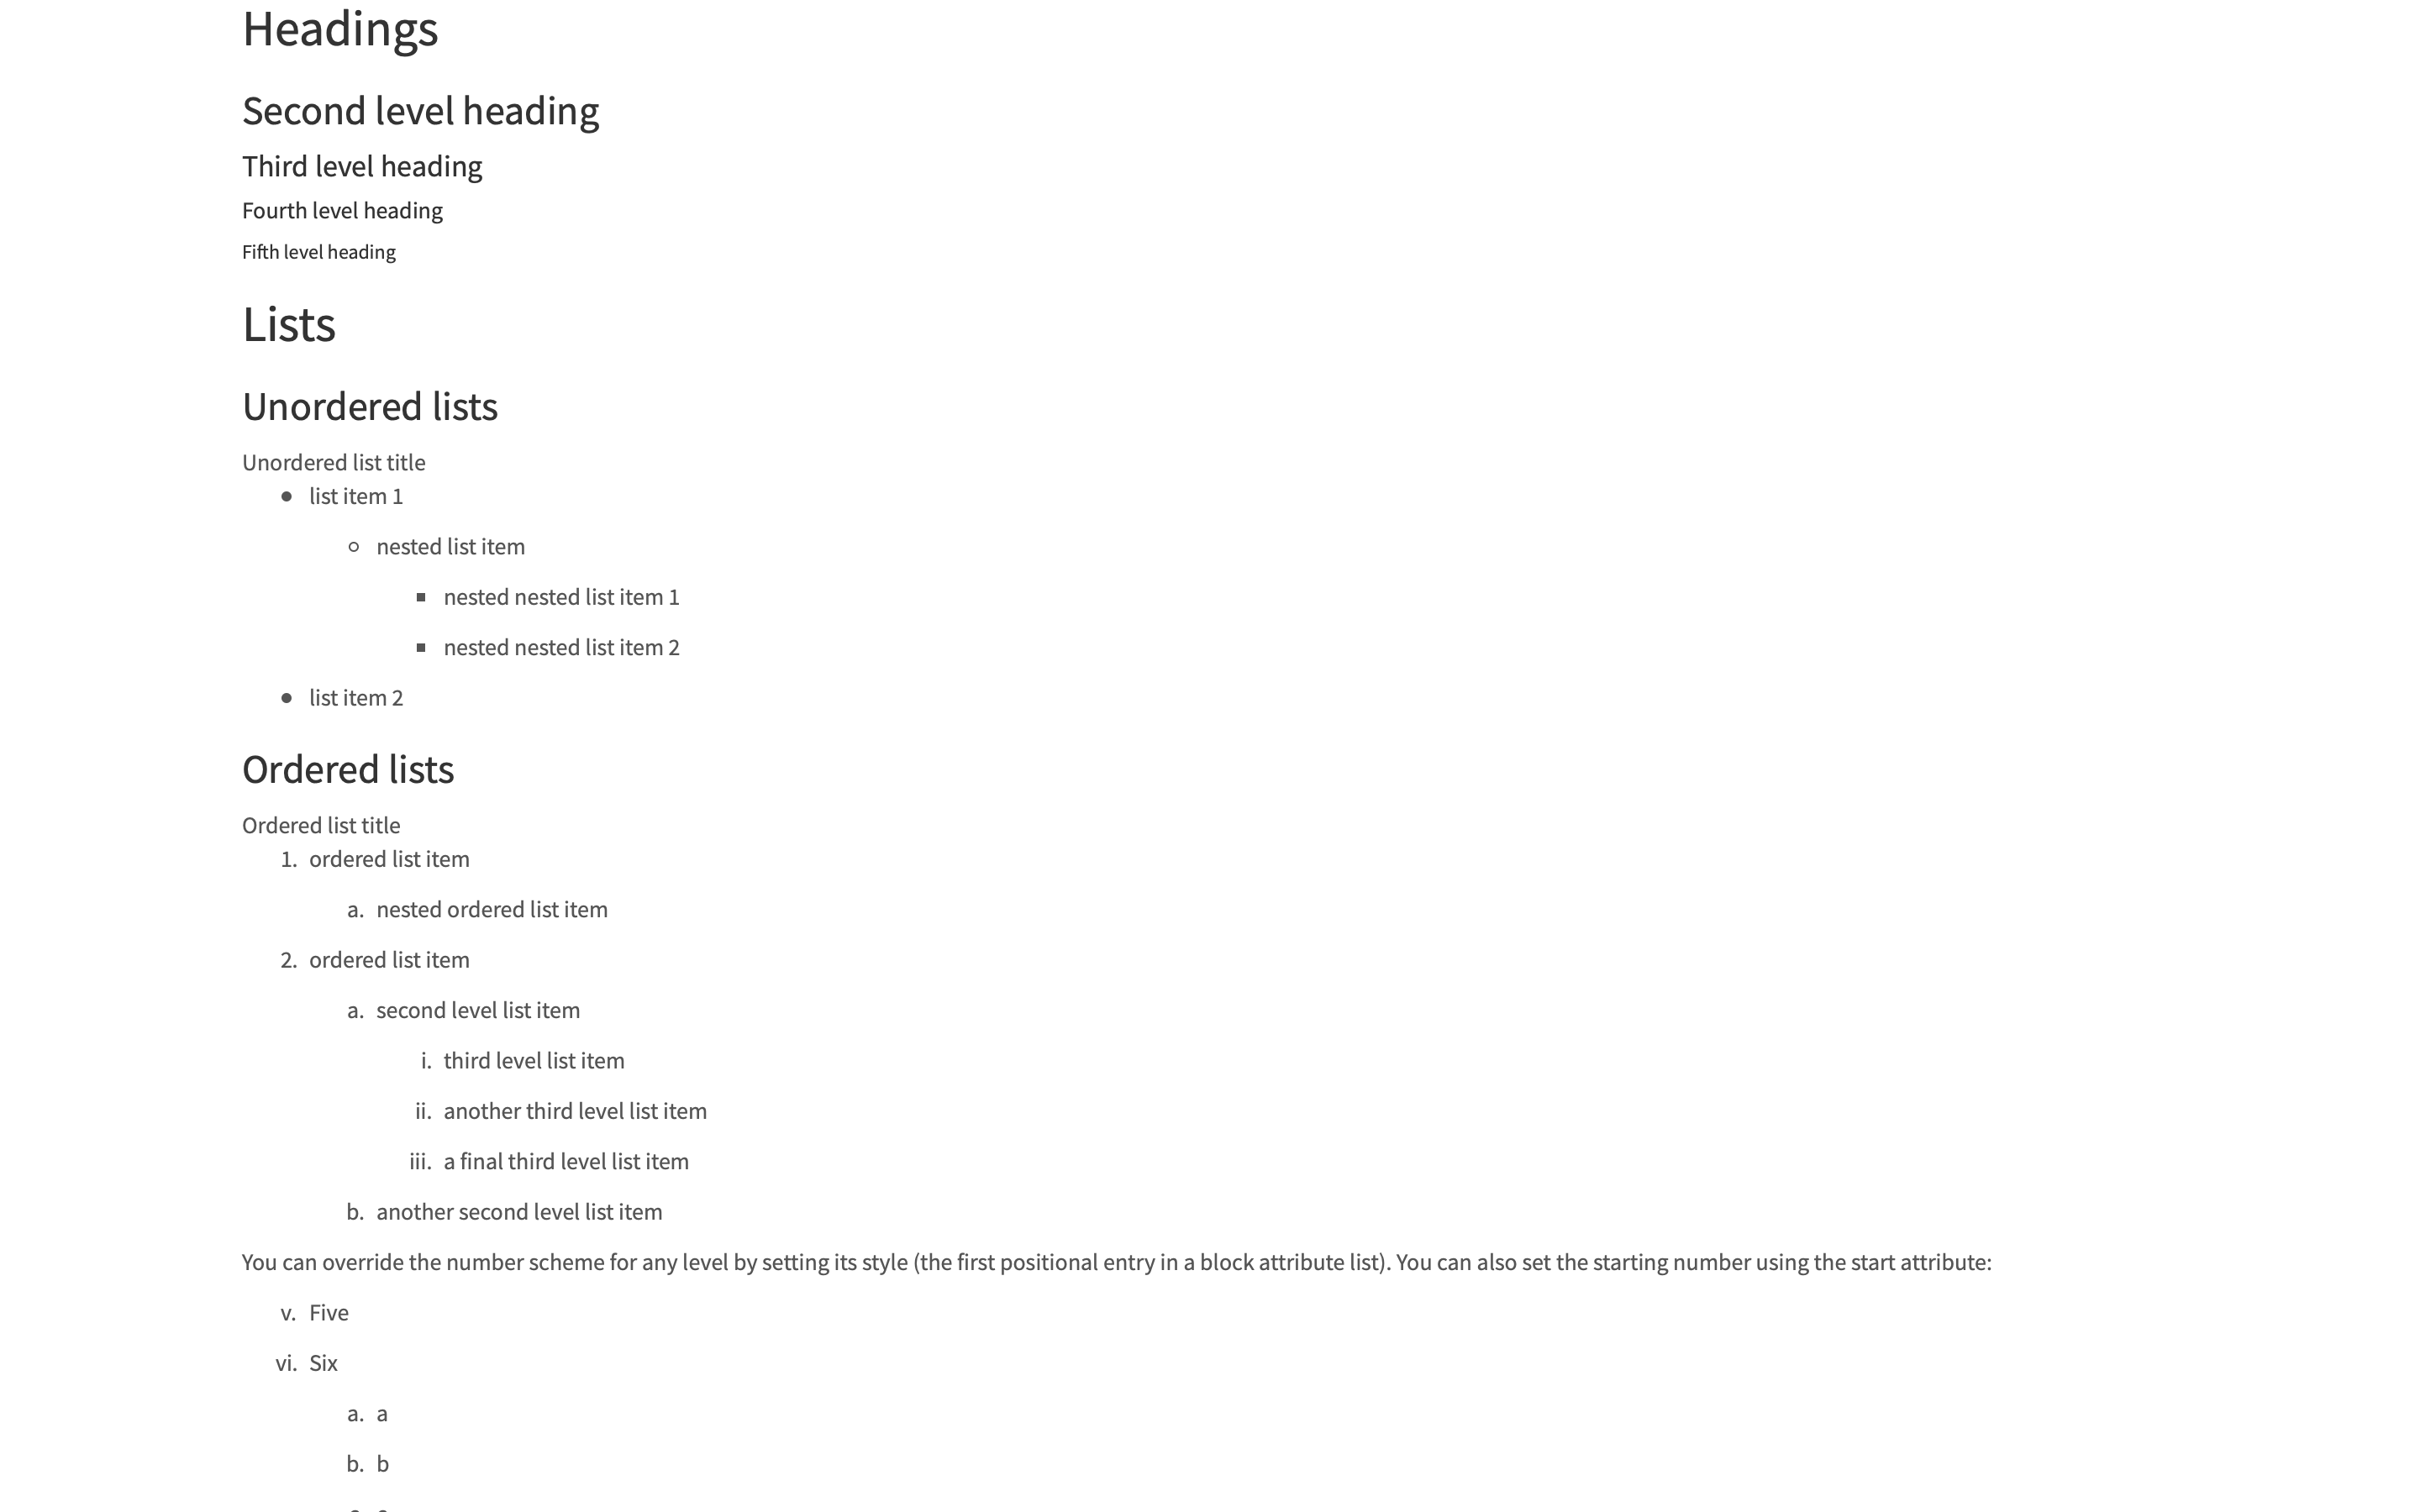 Headings
Second level heading
Third level heading
Fourth level heading
Fifth level heading
Lists
Unordered lists
Unordered list title
● list item 1
○ nested list item
▪ nested nested list item 1
▪ nested nested list item 2
● list item 2
Ordered lists
Ordered list title
1. ordered list item
a. nested ordered list item
2. ordered list item
a. second level list item
i. third level list item
ii. another third level list item
iii. a final third level list item
b. another second level list item
You can override the number scheme for any level by setting its style (the first positional entry in a block attribute list). You can also set the starting number using the start attribute:
v. Five
vi. Six
a. a
b. b